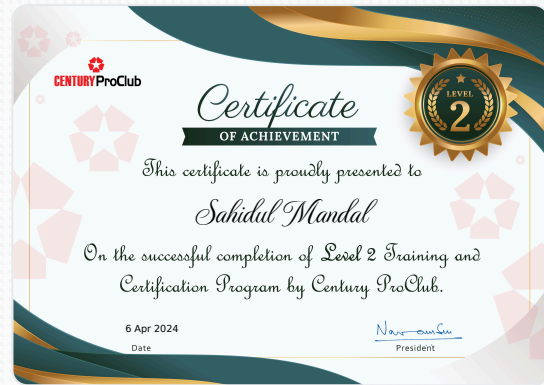 CENTURY ProClub
Certificate
OF ACHIEVEMENT
LEVEL
2
This certificate is proudly presented to
Sahidul Mandal
On the successful completion of Level 2 Training and
Certification Program by Century ProClub.
6 Apr 2024
Date
President